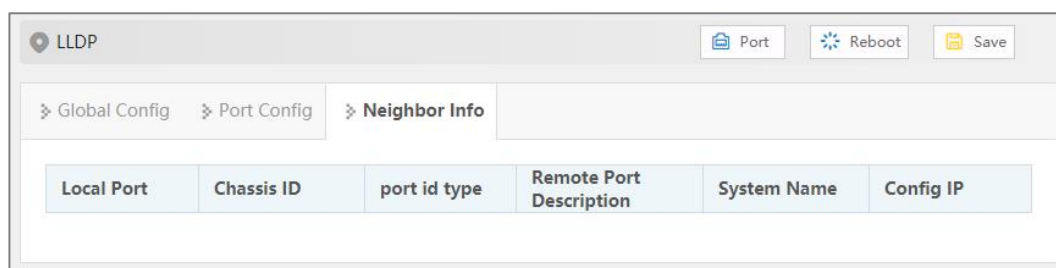 LLDP
Port
Reboot
Save
Global Config
Port Config
Neighbor Info
Local Port
Chassis ID
port id type
Remote Port
Description
System Name
Config IP